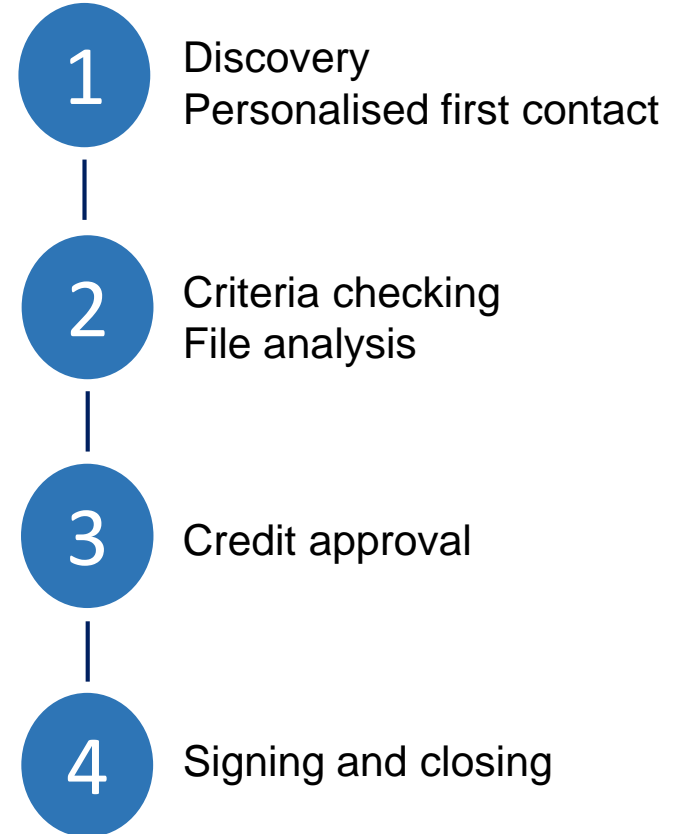 1
Discovery
Personalised first contact
2
Criteria checking
File analysis
3
Credit approval
4
Signing and closing